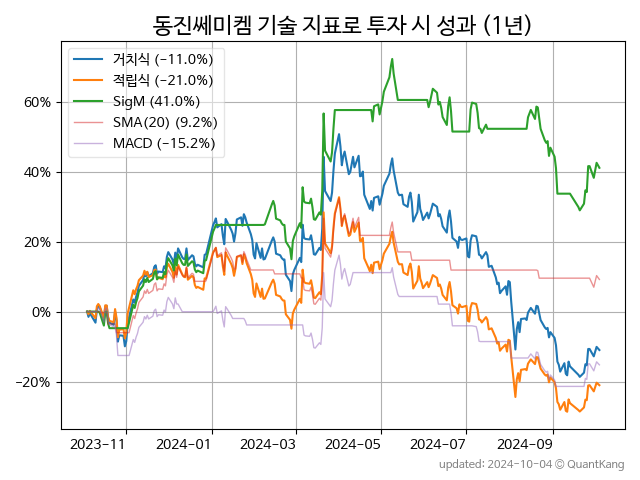 동진쎄미켐 기술 지표로 투자 시 성과 (1년)
거치식 (−11.0%)
적립식 (−21.0%)
SigM (41.0%)
SMA(20) (9.2%)
MACD (−15.2%)
60%
40%
20%
0%
−20%
2023-11 2024-01 2024-03 2024-05 2024-07 2024-09
updated: 2024-10-04 © QuantKang